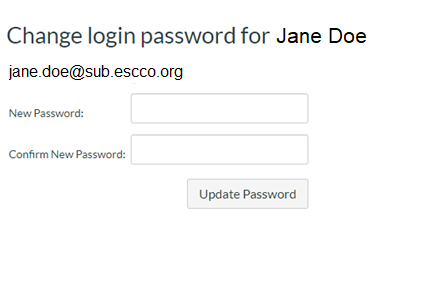 Change login password for Jane Doe
jane.doe@sub.escco.org
New Password:
Confirm New Password:
Update Password